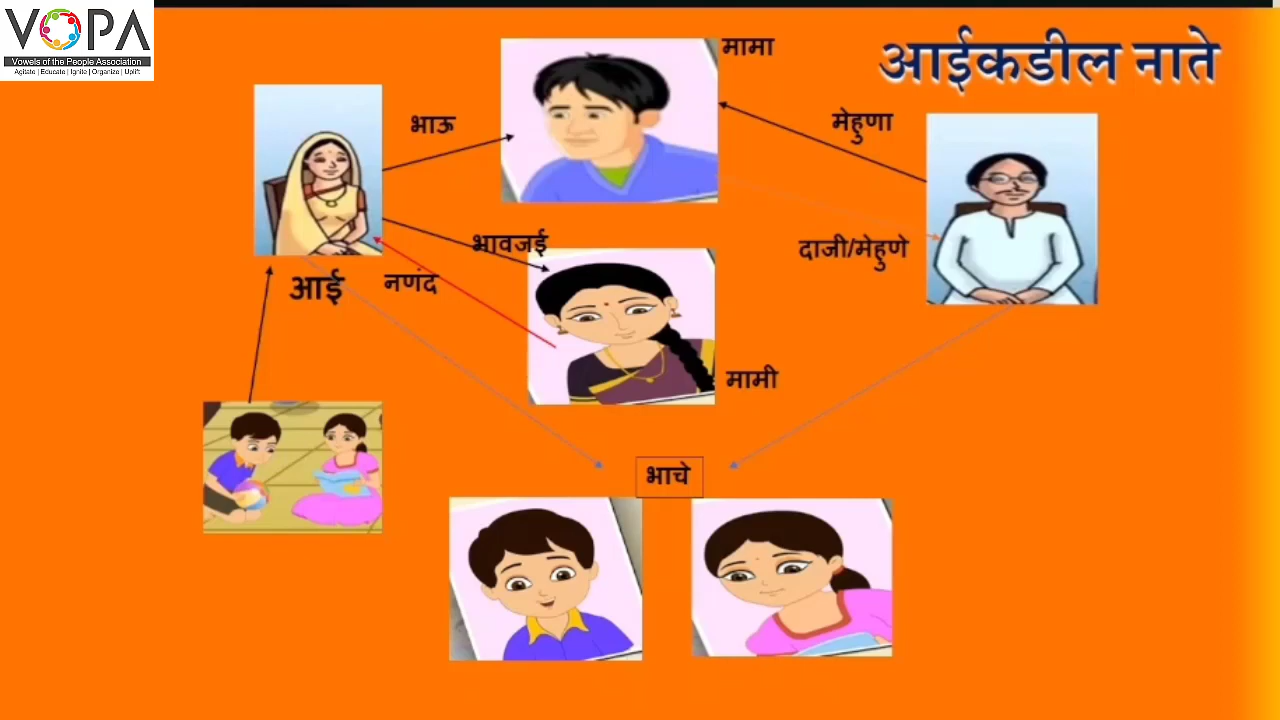 VOPA
Vowels of the People Association
Agitate | Educate | Ignite | Organize | Uplift
आईकडील नाते
मामा
भाऊ
मेहुणा
भावजई
दाजी/मेहुणे
आई
नणंद
मामी
भाचे